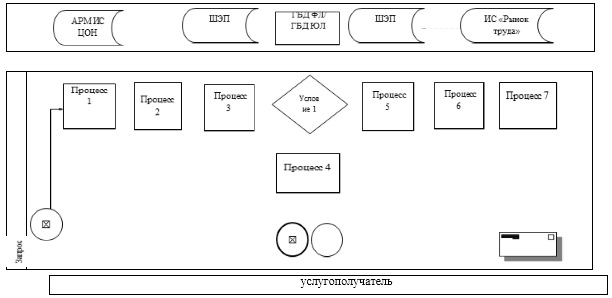 АРМ ИС
ЦОН
ШЭП
ГБД ФЛ/
ГБД ЮЛ
ШЭП
ИС «Рынок
труда»
Процесс
1
Процесс
2
Процесс
3
Услов
ие 1
Процесс
5
Процесс
6
Процесс 7
Процесс 4
Запрос
услугополучатель